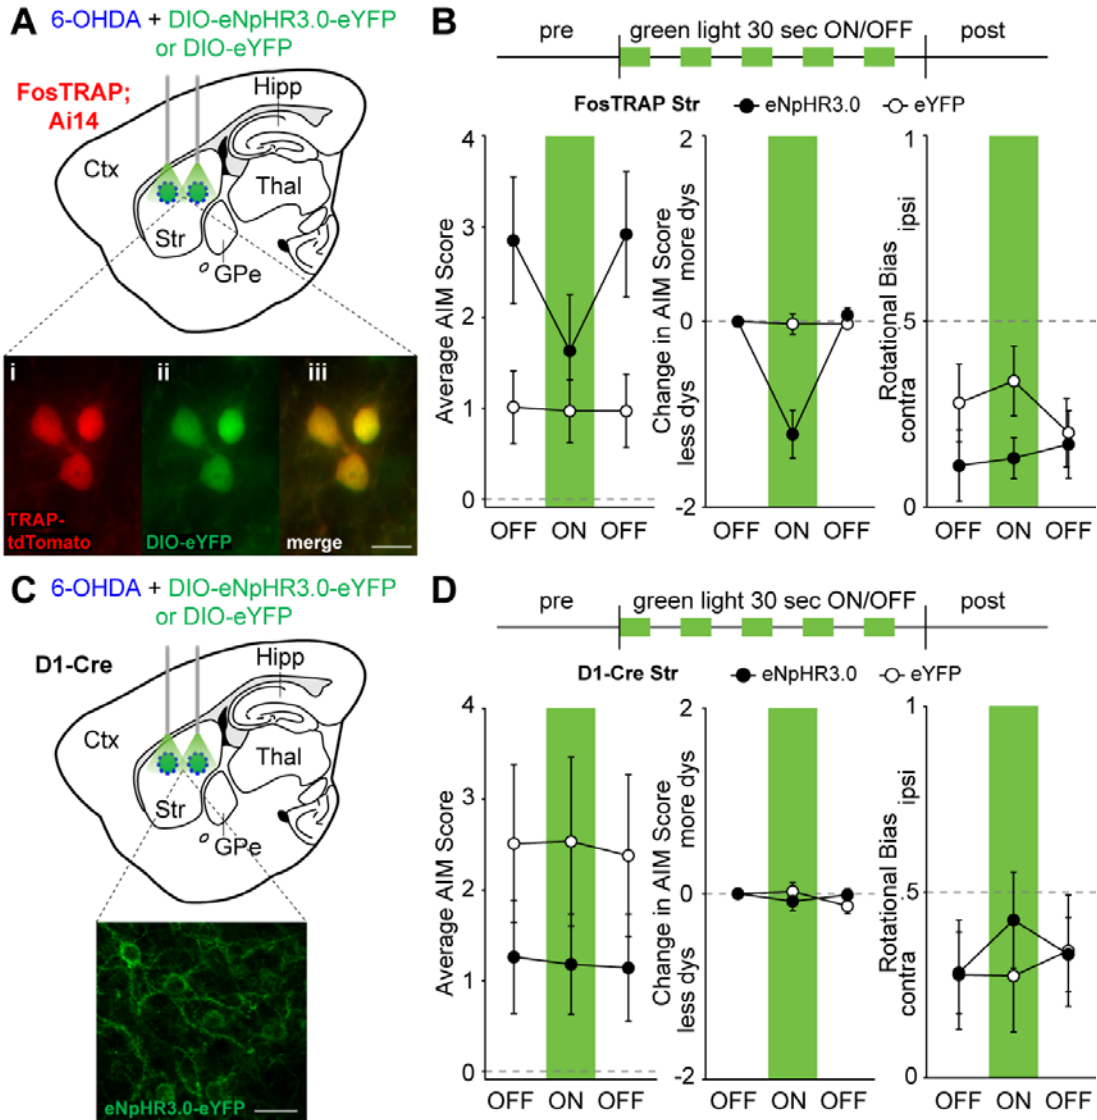 A
6-OHDA + DIO-eNpHR3.0-eYFP
or DIO-eYFP
FosTRAP;
Ai14
Ctx
Hipp
Thal
Str
GPe
i
ii
iii
TRAP-
tdTomato
DIO-eYFP
merge
B
pre
green light 30 sec ON/OFF
post
FosTRAP Str
eNpHR3.0
eYFP
Average AIM Score
4
3
2
1
0
OFF
ON
OFF
Change in AIM Score
less dys
more dys
2
0
-2
OFF
ON
OFF
Rotational Bias
contra
ipsi
1
5
0
OFF
ON
OFF
C
6-OHDA + DIO-eNpHR3.0-eYFP
or DIO-eYFP
D1-Cre
Ctx
Hipp
Thal
Str
GPe
eNpHR3.0-eYFP
D
pre
green light 30 sec ON/OFF
post
D1-Cre Str
eNpHR3.0
eYFP
Average AIM Score
4
3
2
1
0
OFF
ON
OFF
Change in AIM Score
less dys
more dys
2
0
-2
OFF
ON
OFF
Rotational Bias
contra
ipsi
1
5
0
OFF
ON
OFF